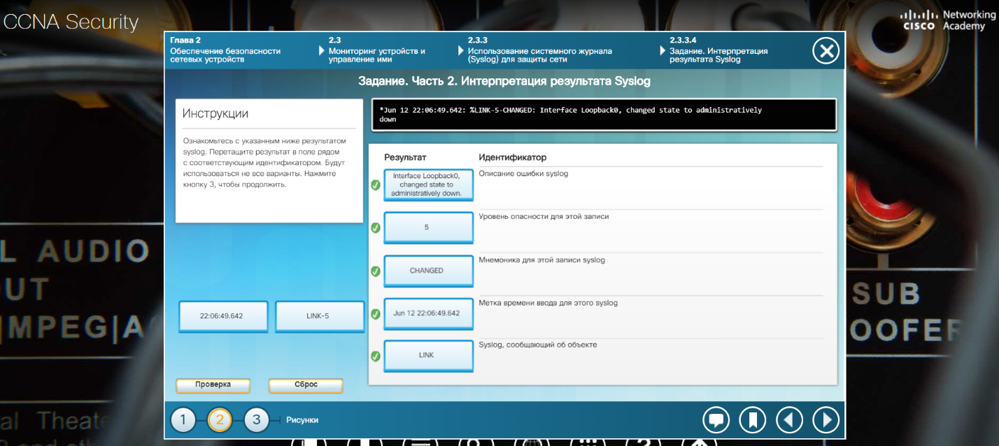 CCNA Security
Networking
CISCO Academy
Глава 2
Обеспечение безопасности
сетевых устройств
2.3
Мониторинг устройств и
управление ими
2.3.3
Использование системного журнала
(Syslog) для защиты сети
2.3.3.4
Задание. Интерпретация
результата Syslog
Задание. Часть 2. Интерпретация результата Syslog
Инструкции
Ознакомьтесь с указанным ниже результатом
syslog. Перетащите результат в поле рядом
с соответствующим идентификатором. Будут
использоваться не все варианты. Нажмите
кнопку 3, чтобы продолжить.
*Jun 12 22:06:49.642: %LINK-5-CHANGED: Interface Loopback0, changed state to administratively
down
Результат
Идентификатор
Interface Loopback0,
changed state to
administratively down.
Описание ошибки syslog
5
Уровень опасности для этой записи
CHANGED
Мнемоника для этой записи syslog
Jun 12 22:06:49.642
Метка времени ввода для этого syslog
LINK
Syslog, сообщающий об объекте
22:06:49.642
LINK-5
Проверка
Сброс
1
2
3
Рисунки
L AUDIO
UT
|MPEG|A
al Theate
SUB
OOFER